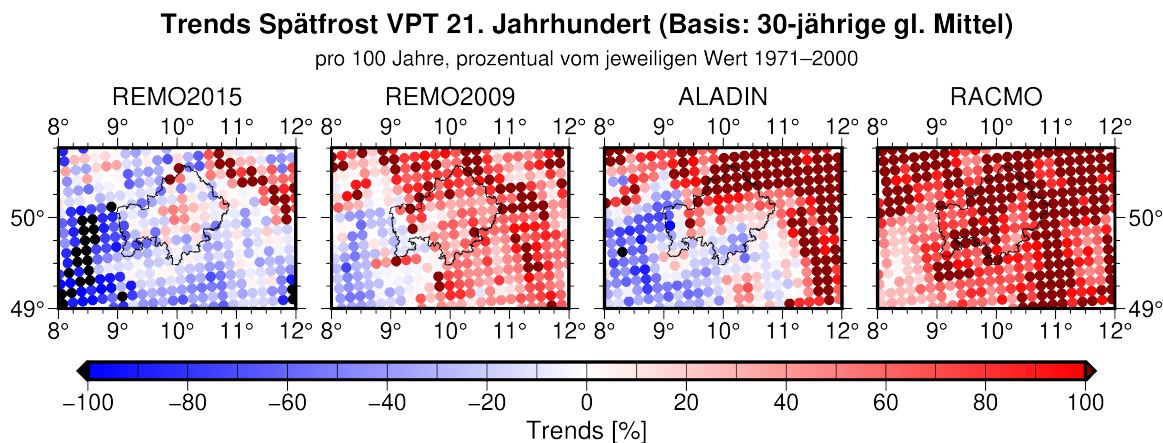 Trends Spätfrost VPT 21. Jahrhundert (Basis: 30-jährige gl. Mittel)
pro 100 Jahre, prozentual vom jeweiligen Wert 1971–2000
REMO2015 REMO2009 ALADIN RACMO
8° 9° 10° 11° 12° 8° 9° 10° 11° 12° 8° 9° 10° 11° 12° 8° 9° 10° 11° 12°
50° 50°
49° 49°
8° 9° 10° 11° 12° 8° 9° 10° 11° 12° 8° 9° 10° 11° 12° 8° 9° 10° 11° 12°
−100 −80 −60 −40 −20 0 20 40 60 80 100
Trends [%]